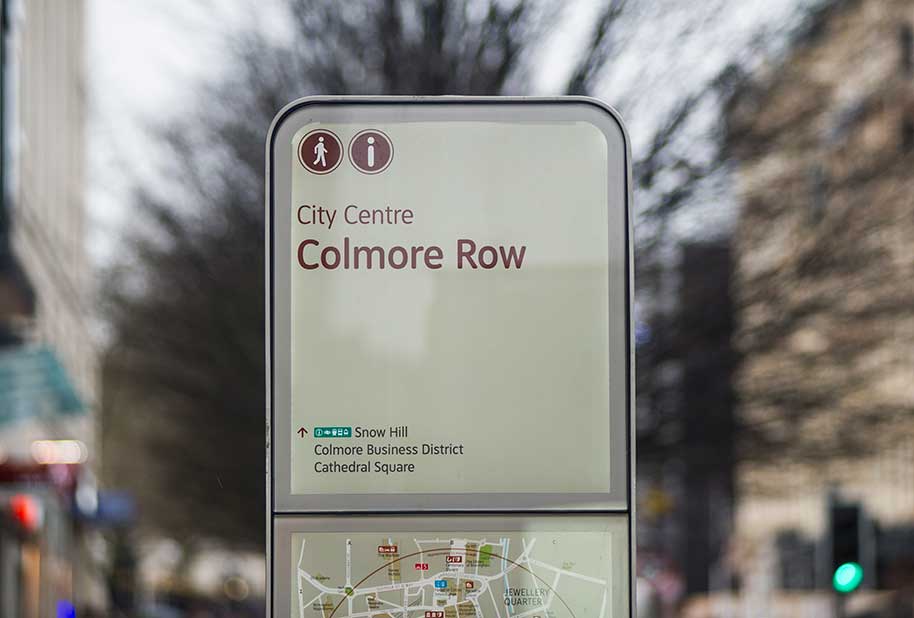 City Centre
Colmore Row
Snow Hill
Colmore Business District
Cathedral Square
JEWELLERY
QUARTER